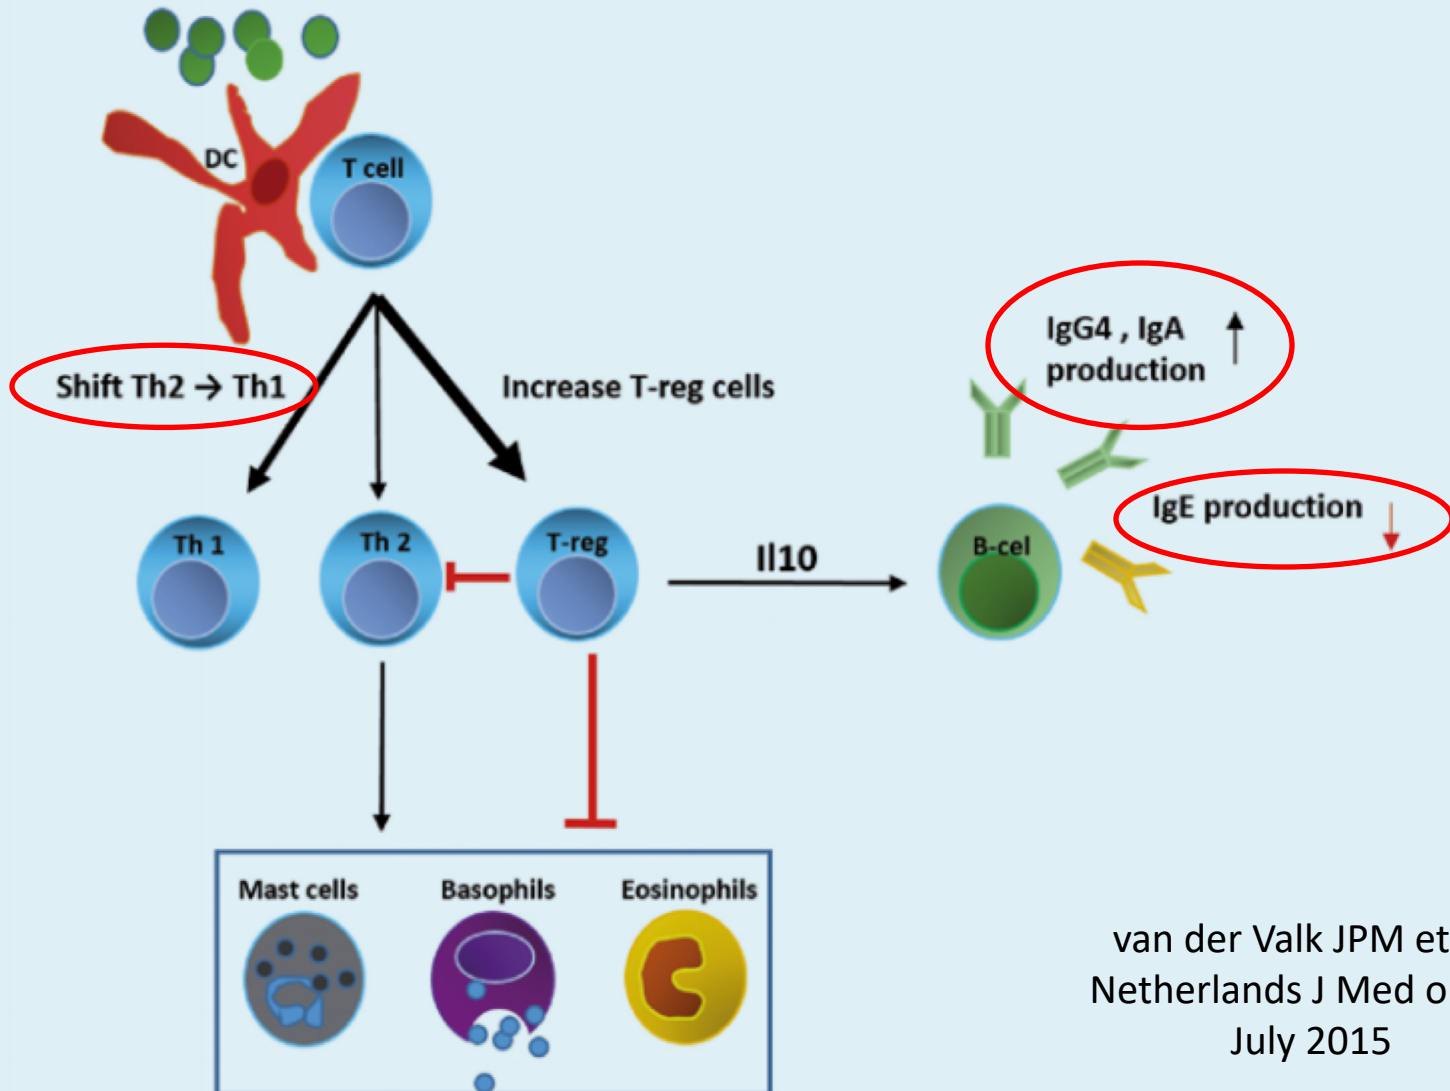 DC
T cell
Shift Th2 → Th1
Increase T-reg cells
IgG4 , IgA
production
IgE production
Th 1
Th 2
T-reg
Il10
B-cel
Mast cells
Basophils
Eosinophils
van der Valk JPM et
Netherlands J Med o
July 2015